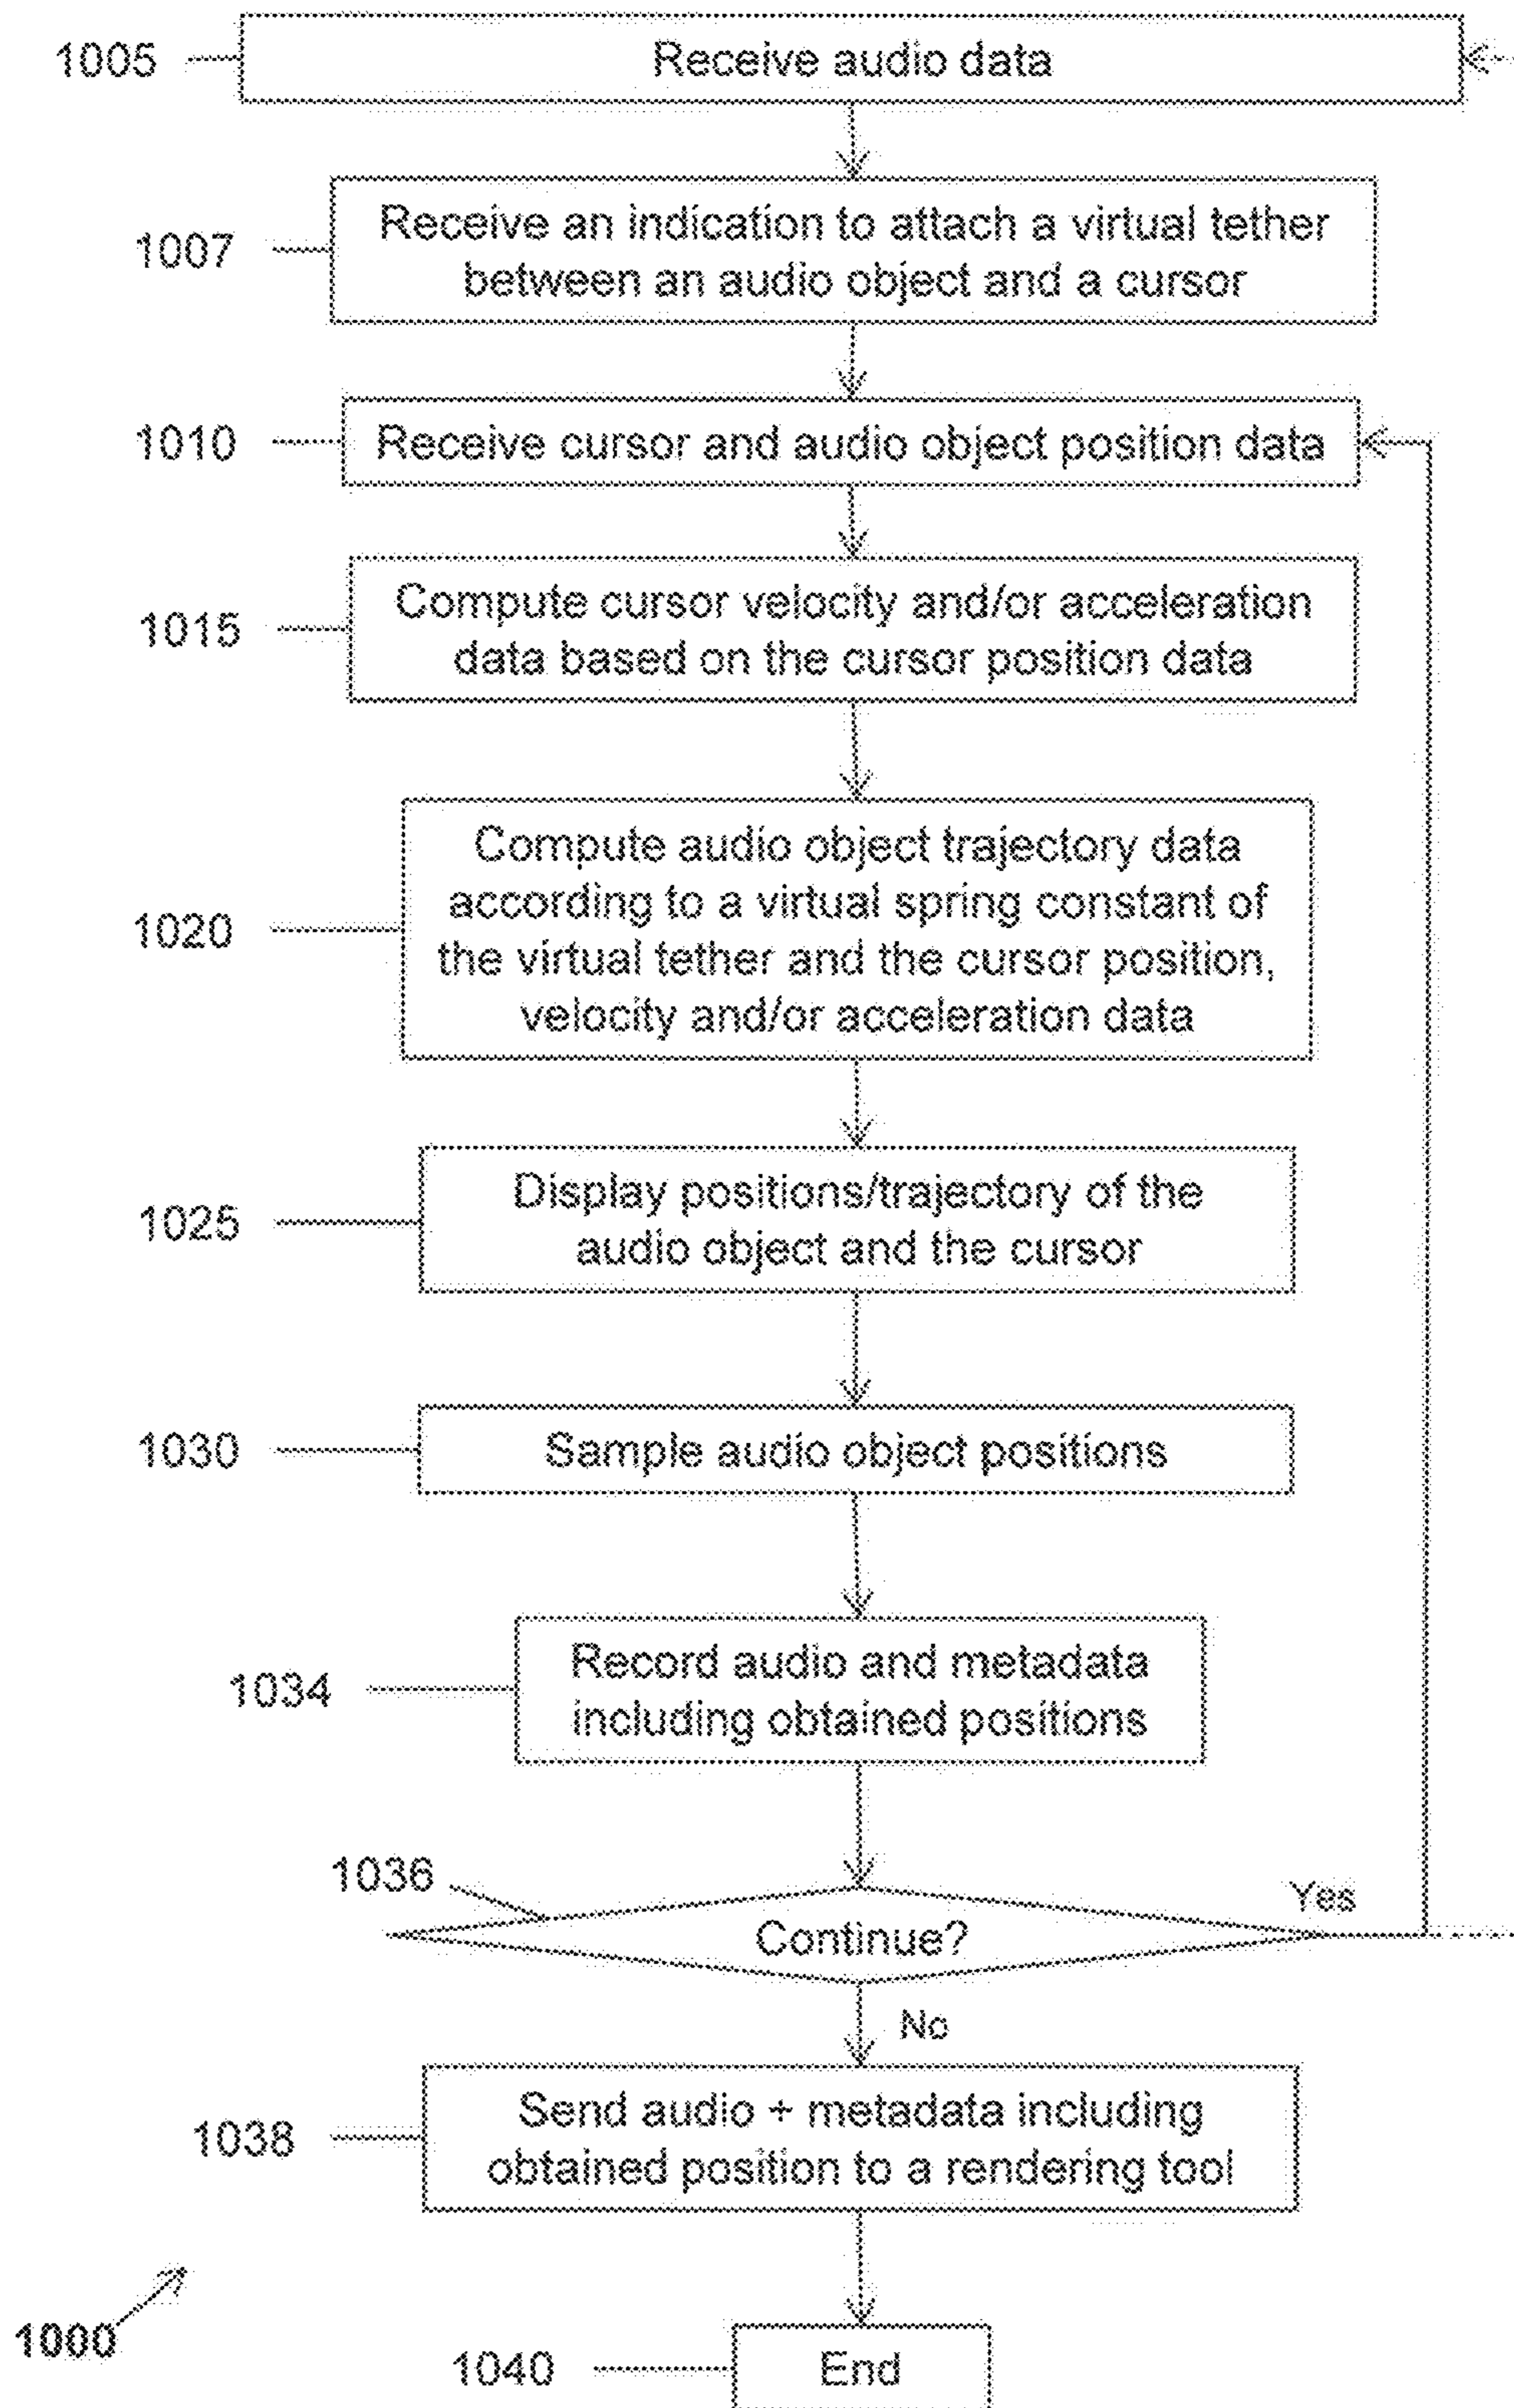 1005
Receive audio data
1007
Receive an indication to attach a virtual tether
between an audio object and a cursor
1010
Receive cursor and audio object position data
1015
Compute cursor velocity and/or acceleration
data based on the cursor position data
1020
Compute audio object trajectory data
according to a virtual spring constant of
the virtual tether and the cursor position,
velocity and/or acceleration data
1025
Display positions/trajectory of the
audio object and the cursor
1030
Sample audio object positions
1034
Record audio and metadata
including obtained positions
1036
Continue?
Yes
No
1038
Send audio + metadata including
obtained position to a rendering tool
1000
1040
End